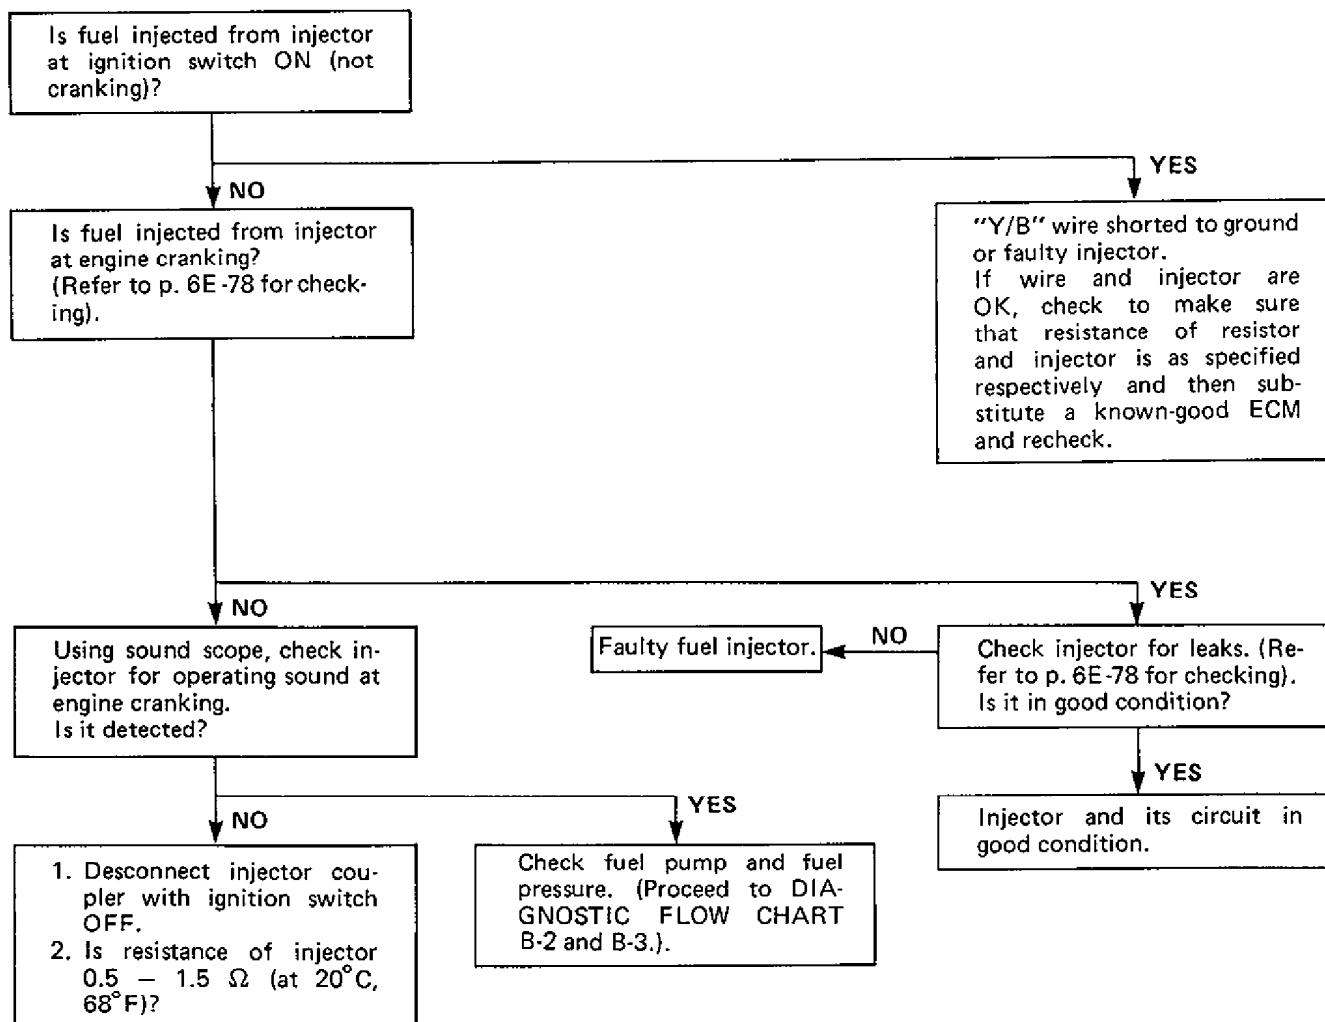 Is fuel injected from injector
at ignition switch ON (not
cranking)?
NO
YES
Is fuel injected from injector
at engine cranking?
(Refer to p. 6E-78 for check-
ing).
"Y/B" wire shorted to ground
or faulty injector.
If wire and injector are
OK, check to make sure
that resistance of resistor
and injector is as specified
respectively and then sub-
stitute a known-good ECM
and recheck.
NO
YES
Using sound scope, check in-
jector for operating sound at
engine cranking.
Is it detected?
Faulty fuel injector.
NO
Check injector for leaks. (Re-
fer to p. 6E-78 for checking).
Is it in good condition?
NO
YES
YES
1. Desconnect injector cou-
pler with ignition switch
OFF.
2. Is resistance of injector
0.5 – 1.5 Ω (at 20°C,
68°F)?
Check fuel pump and fuel
pressure. (Proceed to DIA-
GNOSTIC FLOW CHART
B-2 and B-3.).
Injector and its circuit in
good condition.